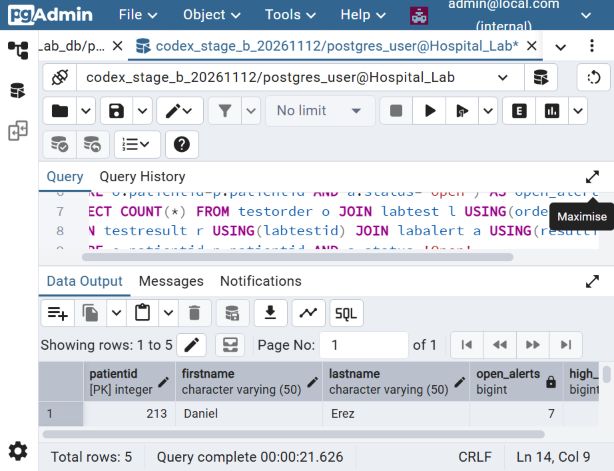 pgAdmin File Object Tools Help admin@local.com (internal)
_ab_db/p... codex_stage_b_20261112/postgres_user@Hospital_Lab*
codex_stage_b_20261112/postgres_user@Hospital_Lab
No limit
E
Query Query History
Maximise
7 ECT COUNT(*) FROM testorder o JOIN labtest l USING(orde
8 N testresult r USING(labtestid) JOIN labalert a USING(result
Data Output Messages Notifications
SQL
Showing rows: 1 to 5 Page No: 1 of 1
patientid firstname lastname open_alerts high_
[PK] integer character varying (50) character varying (50) bigint bigint
1 213 Daniel Erez 7
Total rows: 5 Query complete 00:00:21.626 CRLF Ln 14, Col 9